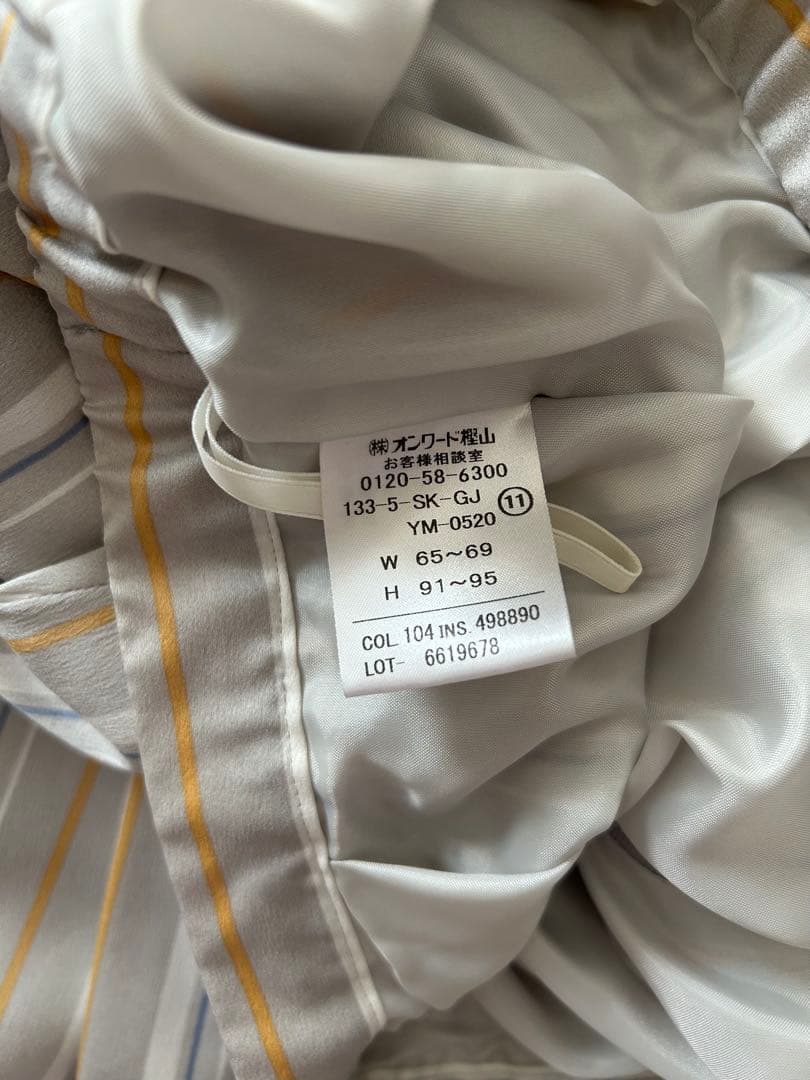 ㈱オンワード樫山
お客様相談室
0120-58-6300
133-5-SK-GJ ⑪
YM-0520
W 65~69
H 91~95
COL 104 INS. 498890
LOT- 6619678